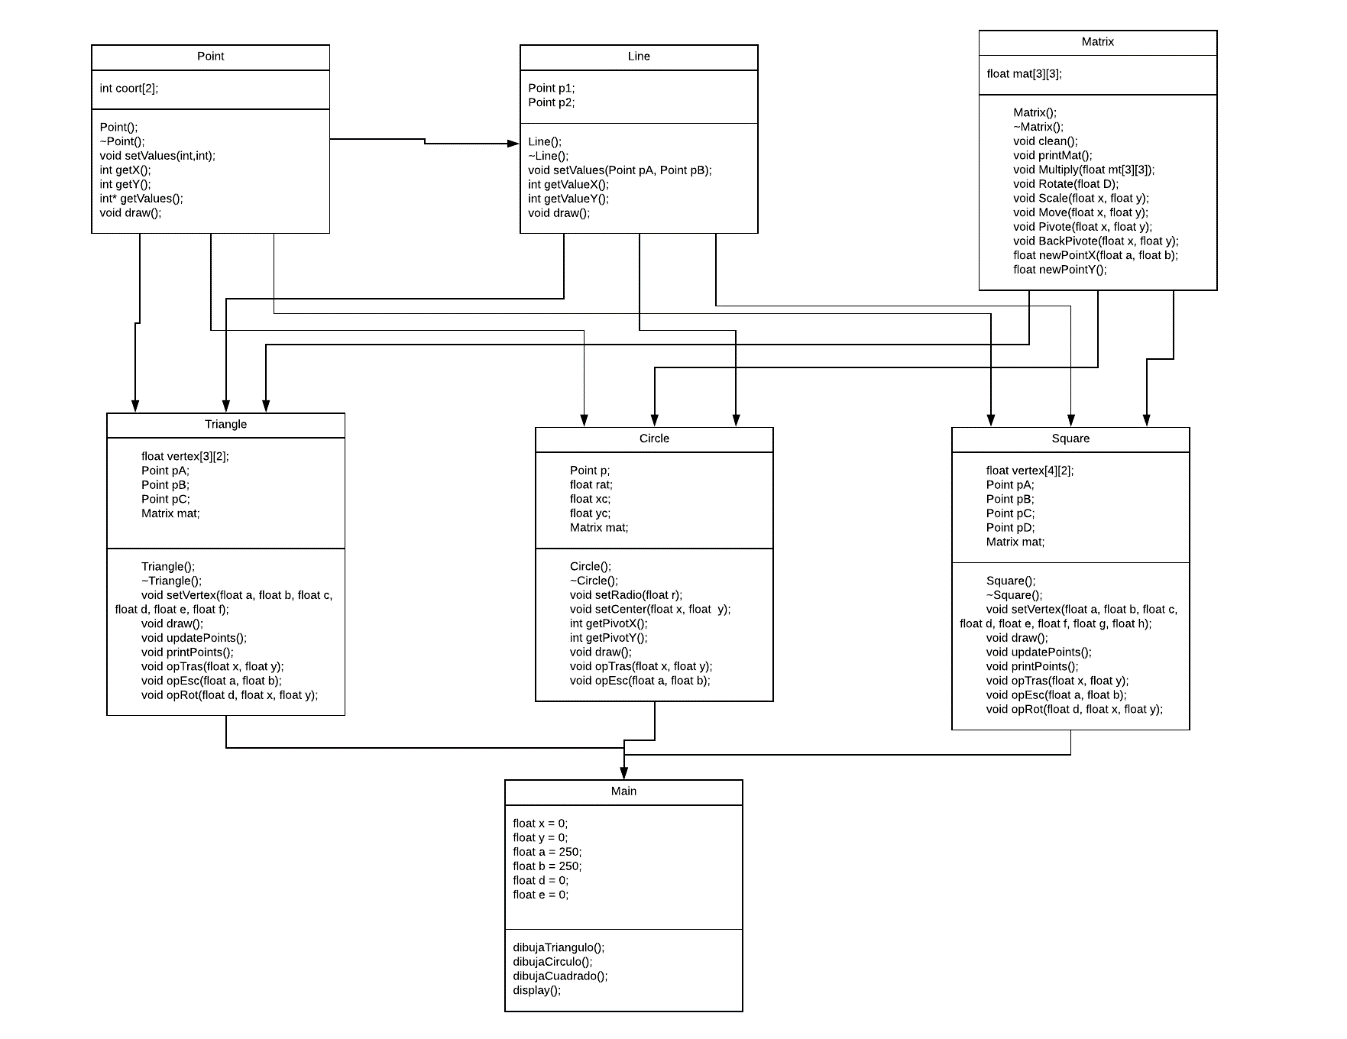 Point
int coort[2];
Point();
~Point();
void setValues(int,int);
int getX();
int getY();
int* getValues();
void draw();
Line
Point p1;
Point p2;
Line();
~Line();
void setValues(Point pA, Point pB);
int getValueX();
int getValueY();
void draw();
Matrix
float mat[3][3];
Matrix();
~Matrix();
void clean();
void printMat();
void Multiply(float mt[3][3]);
void Rotate(float D);
void Scale(float x, float y);
void Move(float x, float y);
void Pivote(float x, float y);
void BackPivote(float x, float y);
float newPointX(float a, float b);
float newPointY();
Triangle
float vertex[3][2];
Point pA;
Point pB;
Point pC;
Matrix mat;
Triangle();
~Triangle();
void setVertex(float a, float b, float c,
float d, float e, float f);
void draw();
void updatePoints();
void printPoints();
void opTras(float x, float y);
void opEsc(float a, float b);
void opRot(float d, float x, float y);
Circle
Point p;
float rat;
float xc;
float yc;
Matrix mat;
Circle();
~Circle();
void setRadio(float r);
void setCenter(float x, float  y);
int getPivotX();
int getPivotY();
void draw();
void opTras(float x, float y);
void opEsc(float a, float b);
Square
float vertex[4][2];
Point pA;
Point pB;
Point pC;
Point pD;
Matrix mat;
Square();
~Square();
void setVertex(float a, float b, float c,
float d, float e, float f, float g, float h);
void draw();
void updatePoints();
void printPoints();
void opTras(float x, float y);
void opEsc(float a, float b);
void opRot(float d, float x, float y);
Main
float x = 0;
float y = 0;
float a = 250;
float b = 250;
float d = 0;
float e = 0;
dibujaTriangulo();
dibujaCirculo();
dibujaCuadrado();
display();